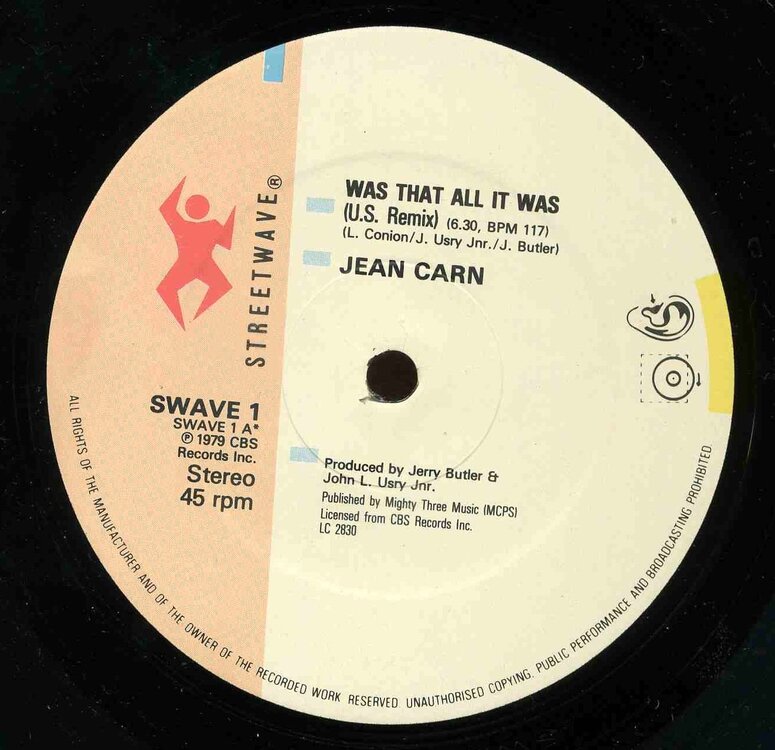 STREETWAVE®
WAS THAT ALL IT WAS
(U.S. Remix) (6.30, BPM 117)
(L. Conion/J. Usry Jnr./J. Butler)
JEAN CARN
SWAVE 1
SWAVE 1 A*
℗ 1979 CBS
Records Inc.
Stereo
45 rpm
Produced by Jerry Butler &
John L. Usry Jnr.
Published by Mighty Three Music (MCPS)
Licensed from CBS Records Inc.
LC 2830
ALL RIGHTS OF THE MANUFACTURER AND OF THE OWNER OF THE RECORDED WORK RESERVED. UNAUTHORISED COPYING, PUBLIC PERFORMANCE AND BROADCASTING PROHIBITED.